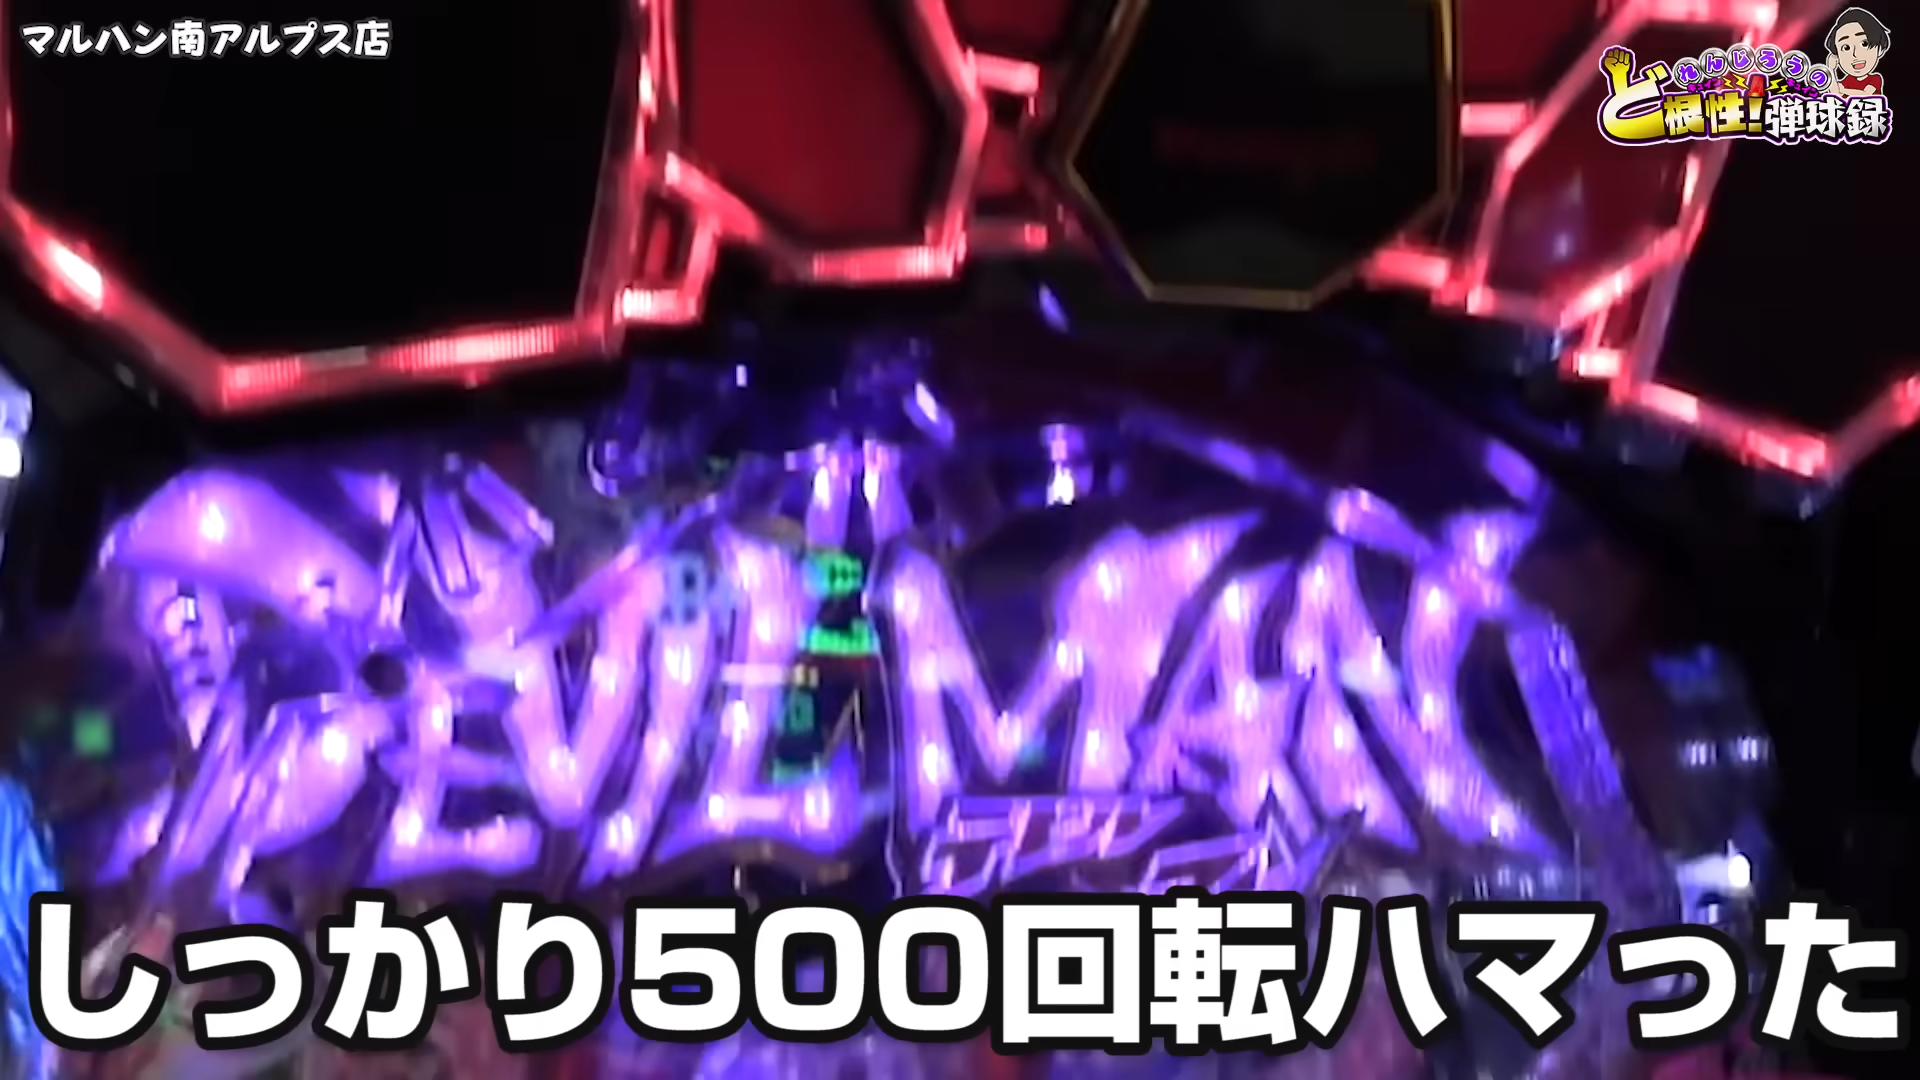 マルハン南アルプス店
れんじろうの
ど根性!弾球録
DEVILMAN
しっかり500回転ハマった